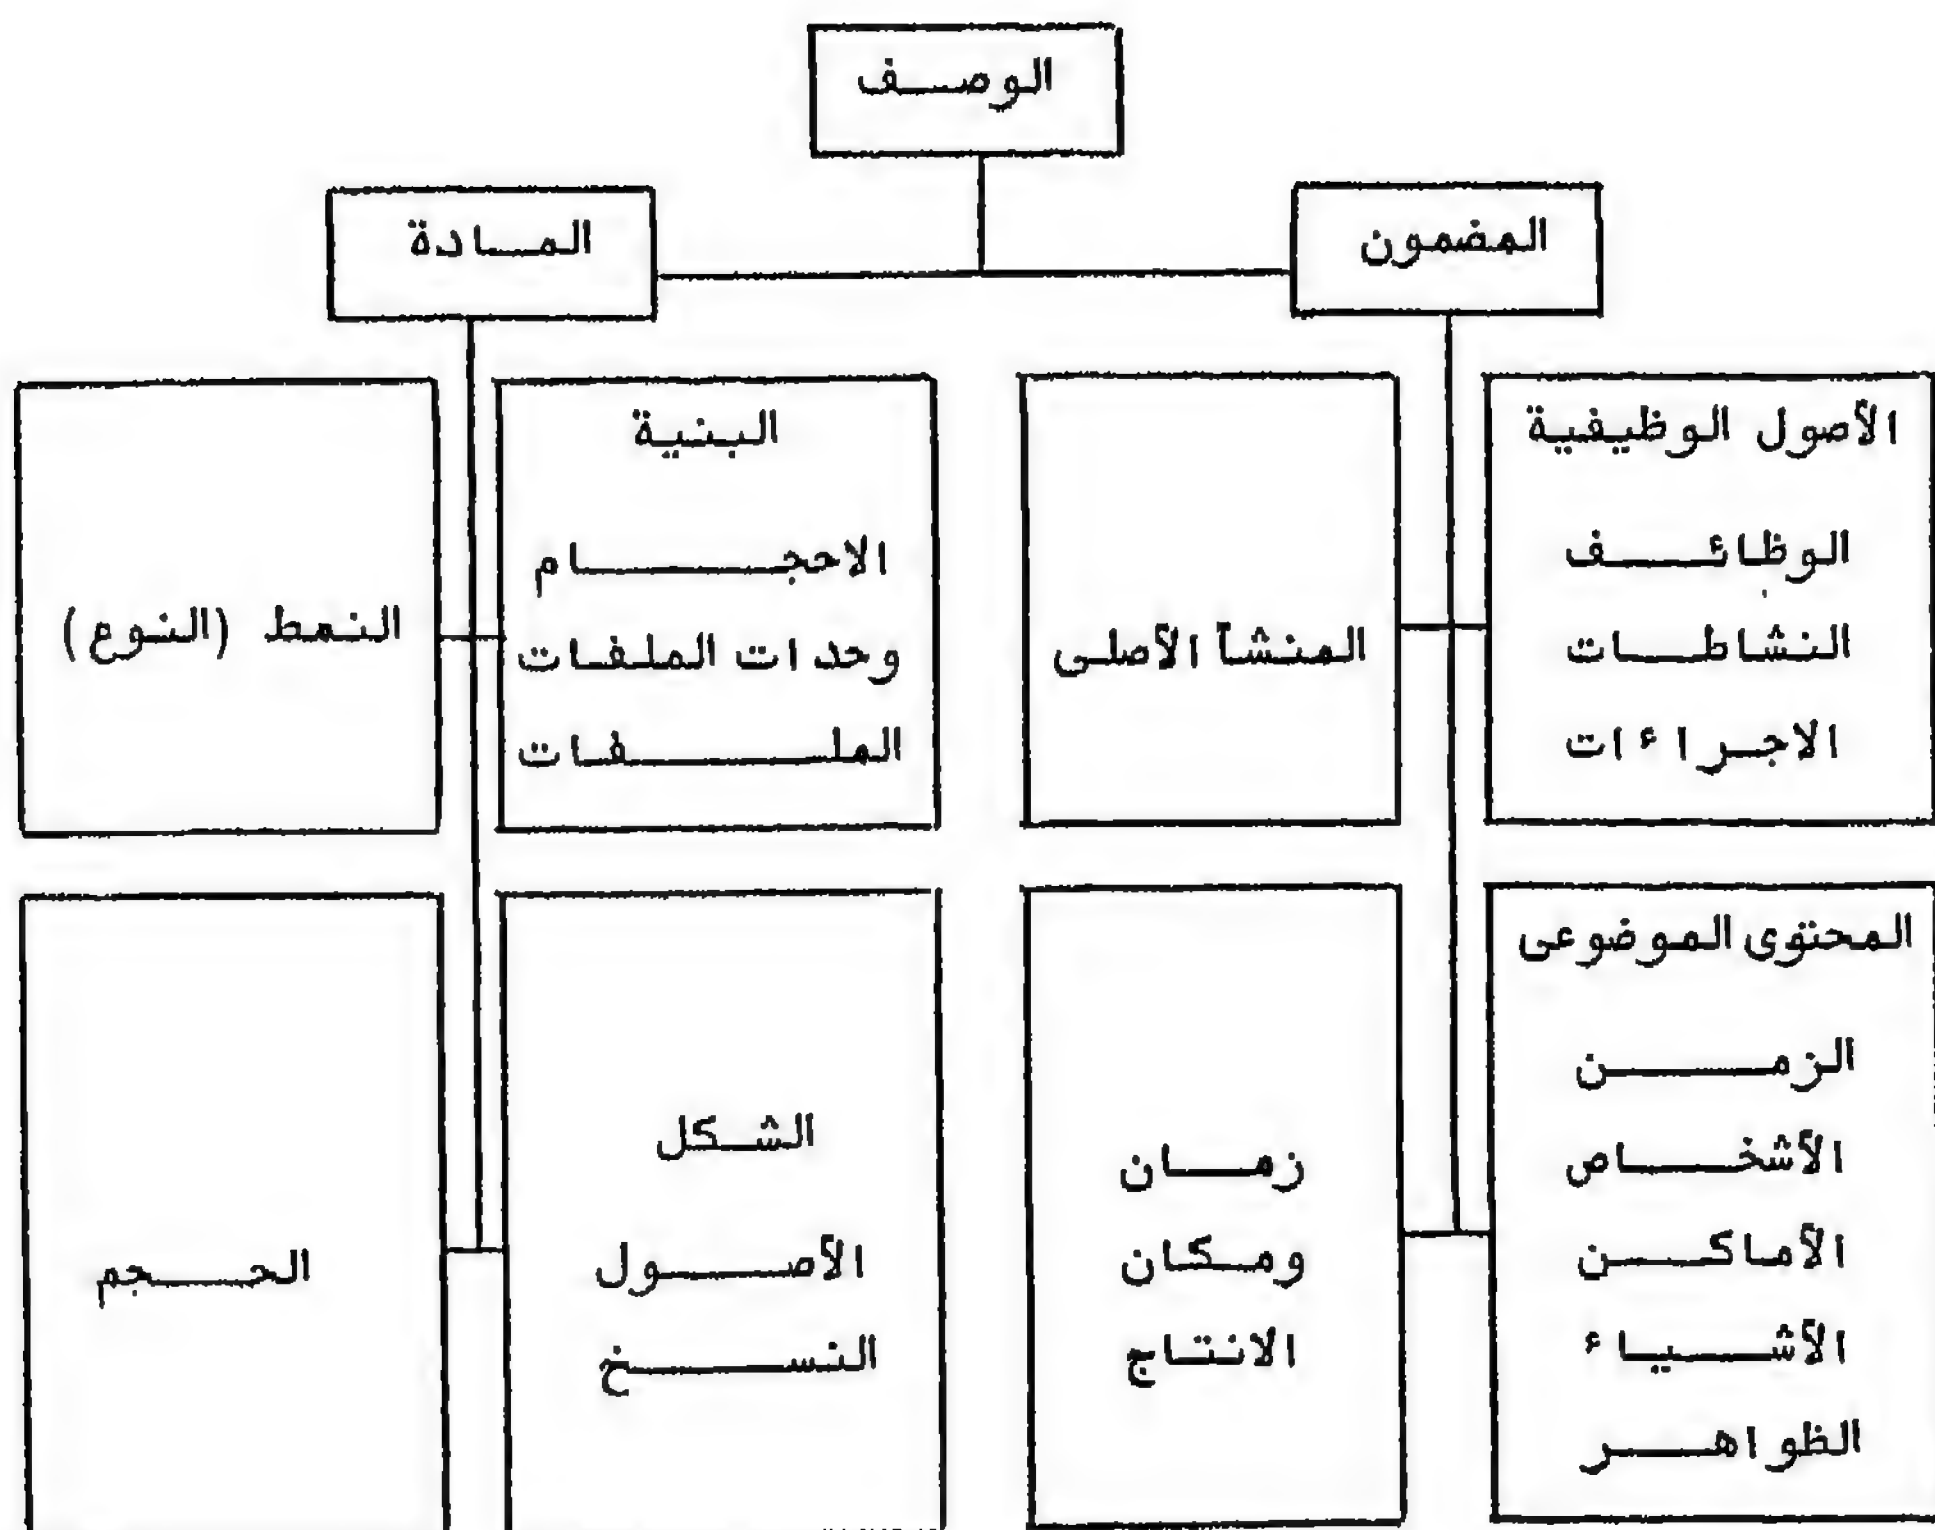 الوصف
المضمون
المادة
الأصول الوظيفية
الوظائف
النشاطات
الاجراءات
المنشأ الأصلى
البنية
الاحجام
وحدات الملفات
الملفات
النمط (النوع)
المحتوى الموضوعى
الزمن
الأشخاص
الأماكن
الأشياء
الظواهر
زمان
ومكان
الانتاج
الشكل
الأصول
النسخ
الحجم